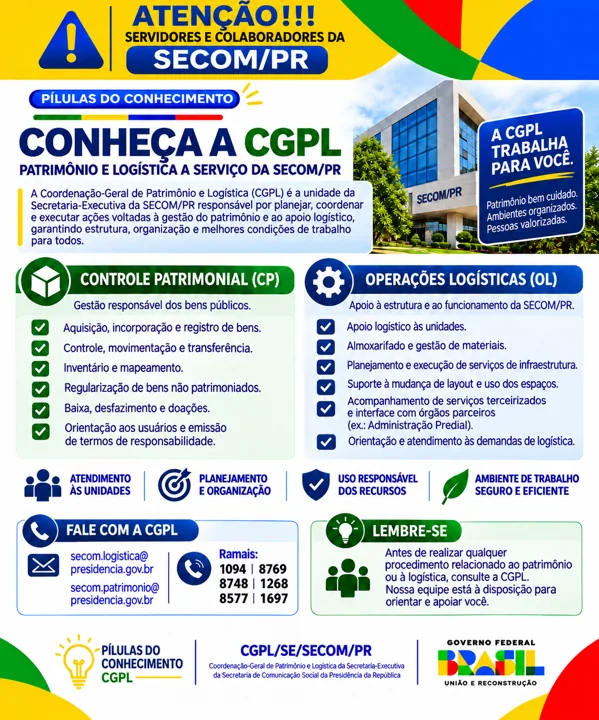 ATENÇÃO!!!
SERVIDORES E COLABORADORES DA
SECOM/PR
PÍLULAS DO CONHECIMENTO
CONHEÇA A CGPL
PATRIMÔNIO E LOGÍSTICA A SERVIÇO DA SECOM/PR
A Coordenação-Geral de Patrimônio e Logística (CGPL) é a unidade da
Secretaria-Executiva da SECOM/PR responsável por planejar, coordenar
e executar ações voltadas à gestão do patrimônio e ao apoio logístico,
garantindo estrutura, organização e melhores condições de trabalho
para todos.
SECOM/PR
A CGPL
TRABALHA
PARA VOCÊ.
Patrimônio bem cuidado.
Ambientes organizados.
Pessoas valorizadas.
CONTROLE PATRIMONIAL (CP)
Gestão responsável dos bens públicos.
Aquisição, incorporação e registro de bens.
Controle, movimentação e transferência.
Inventário e mapeamento.
Regularização de bens não patrimoniados.
Baixa, desfazimento e doações.
Orientação aos usuários e emissão
de termos de responsabilidade.
OPERAÇÕES LOGÍSTICAS (OL)
Apoio à estrutura e ao funcionamento da SECOM/PR.
Apoio logístico às unidades.
Almoxarifado e gestão de materiais.
Planejamento e execução de serviços de infraestrutura.
Suporte à mudança de layout e uso dos espaços.
Acompanhamento de serviços terceirizados
e interface com órgãos parceiros
(ex.: Administração Predial).
Orientação e atendimento às demandas de logística.
ATENDIMENTO
ÀS UNIDADES
PLANEJAMENTO
E ORGANIZAÇÃO
USO RESPONSÁVEL
DOS RECURSOS
AMBIENTE DE TRABALHO
SEGURO E EFICIENTE
FALE COM A CGPL
secom.logistica@
presidencia.gov.br
secom.patrimonio@
presidencia.gov.br
Ramais:
1094 | 8769
8748 | 1268
8577 | 1697
LEMBRE-SE
Antes de realizar qualquer
procedimento relacionado ao patrimônio
ou à logística, consulte a CGPL.
Nossa equipe está à disposição para
orientar e apoiar você.
PÍLULAS DO
CONHECIMENTO
CGPL
CGPL/SE/SECOM/PR
Coordenação-Geral de Patrimônio e Logística da Secretaria-Executiva
da Secretaria de Comunicação Social da Presidência da República
GOVERNO FEDERAL
BRASIL
UNIÃO E RECONSTRUÇÃO